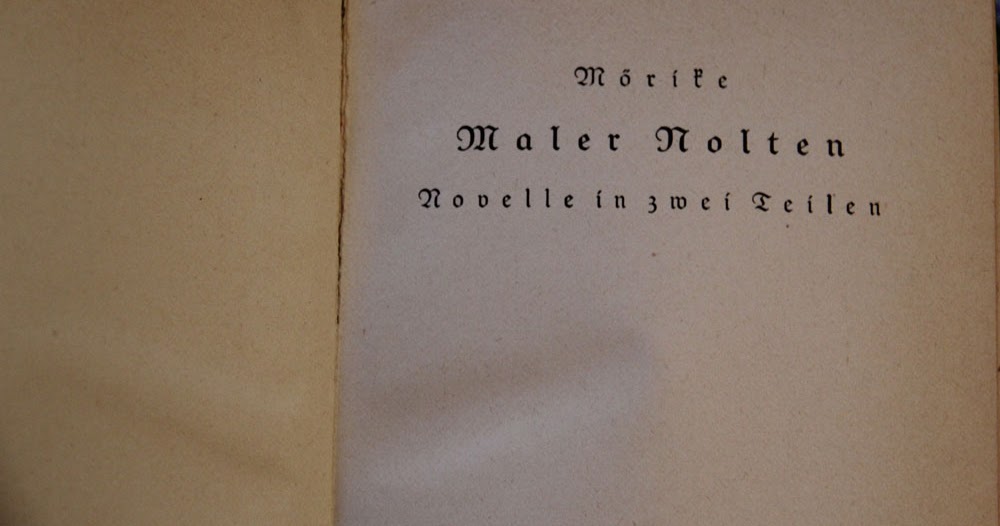 Mörike
Maler Nolten
Novelle in zwei Teilen